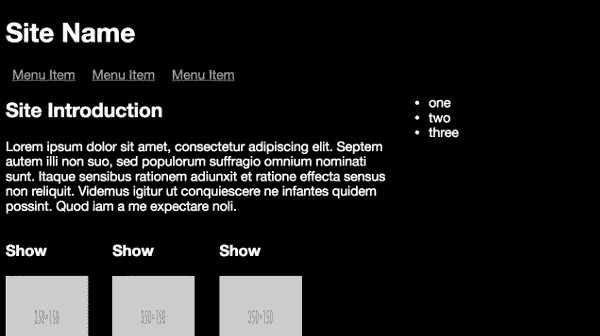 Site Name
Menu Item Menu Item Menu Item
Site Introduction
Lorem ipsum dolor sit amet, consectetur adipiscing elit. Septem
autem illi non suo, sed populorum suffragio omnium nominati
sunt. Itaque sensibus rationem adiunxit et ratione effecta sensus
non reliquit. Videmus igitur ut conquiescere ne infantes quidem
possint. Quod iam a me expectare noli.
one
two
three
Show Show Show
350×150 350×150 350×150